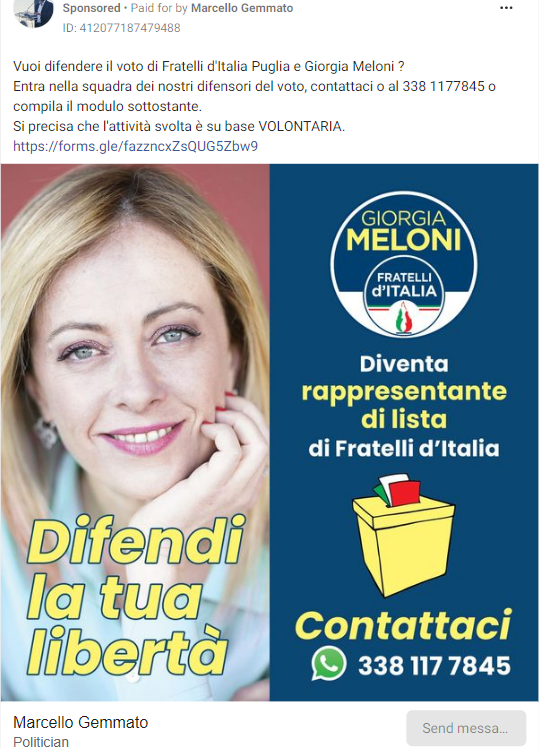 Sponsored • Paid for by Marcello Gemmato
ID: 412077187479488
Vuoi difendere il voto di Fratelli d'Italia Puglia e Giorgia Meloni ?
Entra nella squadra dei nostri difensori del voto, contattaci o al 338 1177845 o
compila il modulo sottostante.
Si precisa che l'attività svolta è su base VOLONTARIA.
https://forms.gle/fazzncxZsQUG5Zbw9
GIORGIA
MELONI
FRATELLI
d'ITALIA
Diventa
rappresentante
di lista
di Fratelli d'Italia
Difendi
la tua
libertà
Contattaci
338 117 7845
Marcello Gemmato
Politician
Send messa...